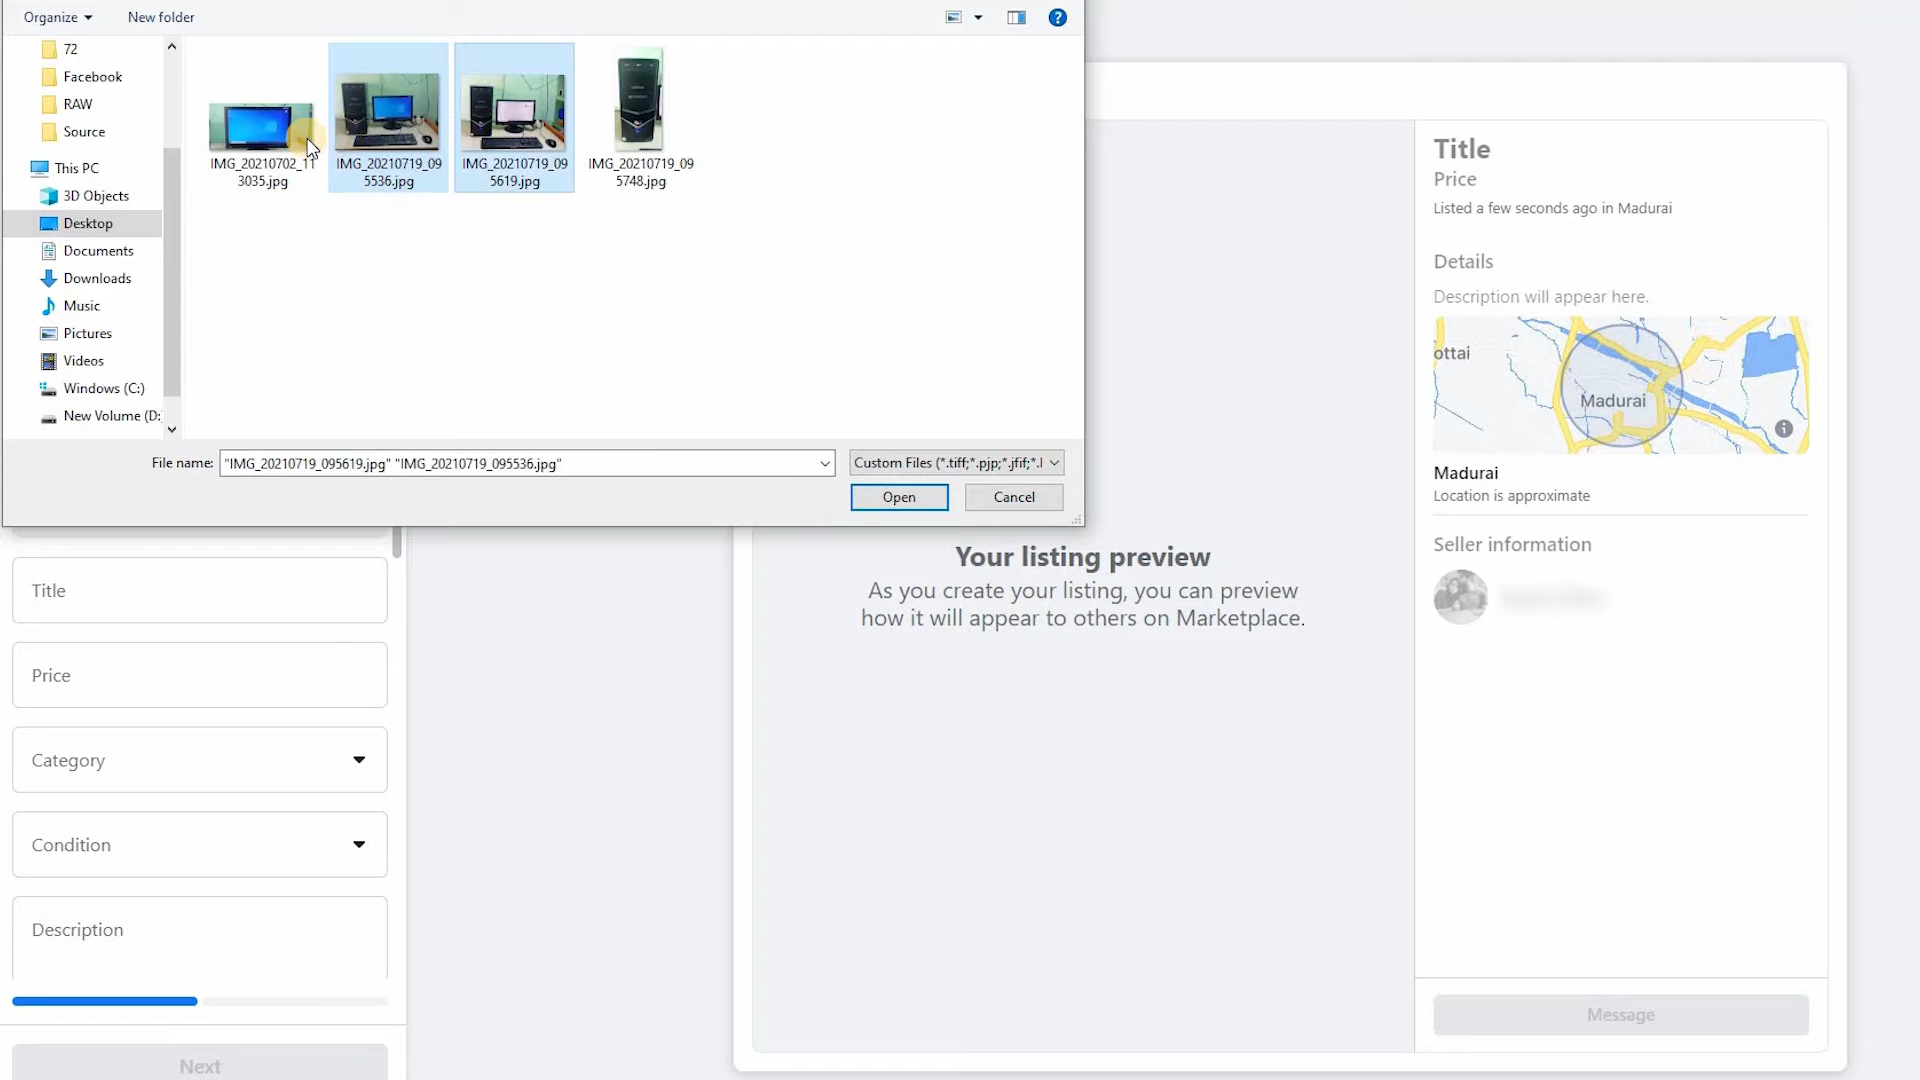 Organize
New folder
72
Facebook
RAW
Source
This PC
3D Objects
Desktop
Documents
Downloads
Music
Pictures
Videos
Windows (C:)
New Volume (D:
IMG_20210702_11
3035.jpg
IMG_20210719_09
5536.jpg
IMG_20210719_09
5619.jpg
IMG_20210719_09
5748.jpg
File name:
"IMG_20210719_095619.jpg" "IMG_20210719_095536.jpg"
Custom Files (*.tiff;*.pjp;*.jfif;*.l
Open
Cancel
Title
Price
Category
Condition
Description
Next
Your listing preview
As you create your listing, you can preview
how it will appear to others on Marketplace.
Title
Price
Listed a few seconds ago in Madurai
Details
Description will appear here.
ottai
Madurai
Madurai
Location is approximate
Seller information
Message